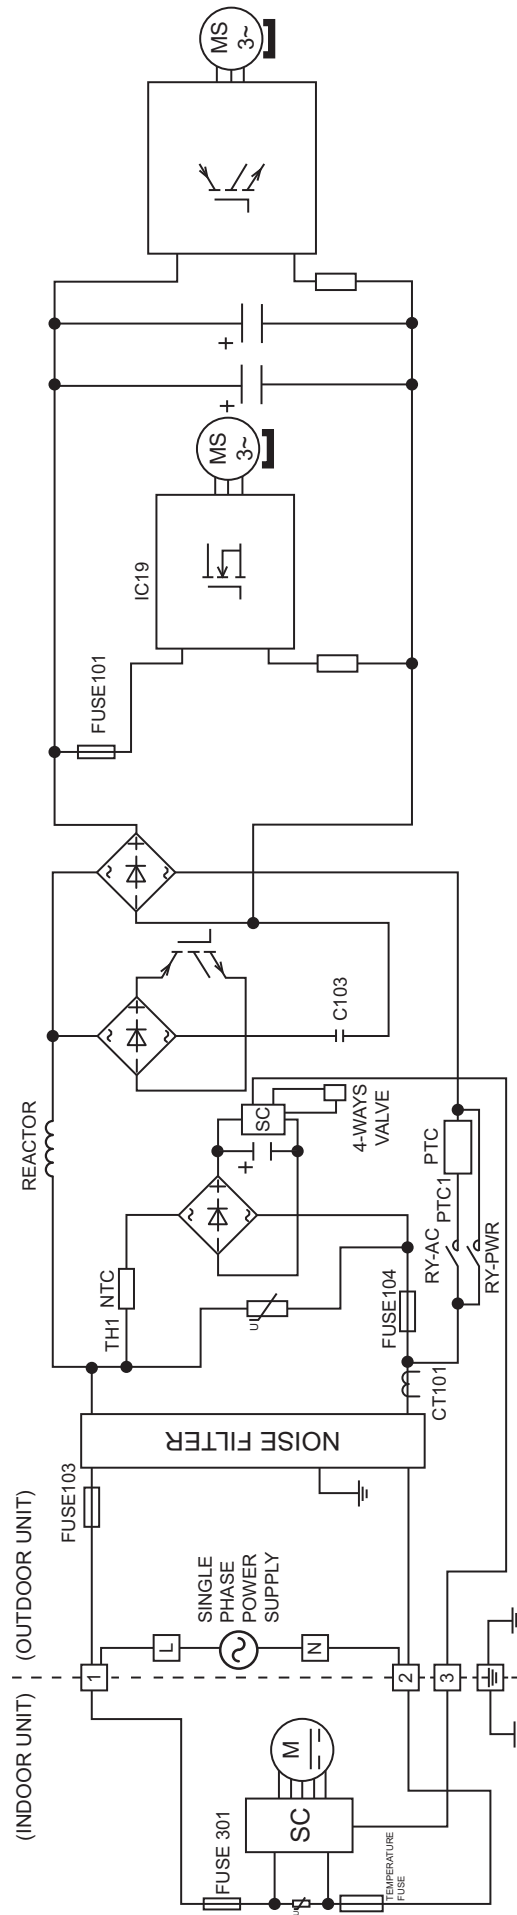 (INDOOR UNIT)
(OUTDOOR UNIT)
FUSE 301
U
TEMPERATURE
FUSE
SC
M
1
2
3
L
N
SINGLE
PHASE
POWER
SUPPLY
FUSE103
NOISE FILTER
CT101
FUSE104
TH1 NTC
U
RY-AC
RY-PWR
PTC1
PTC
REACTOR
~
+
-
~
+
SC
4-WAYS
VALVE
~
+
-
~
C103
~
+
-
~
FUSE101
IC19
MS
3~
+
+
MS
3~